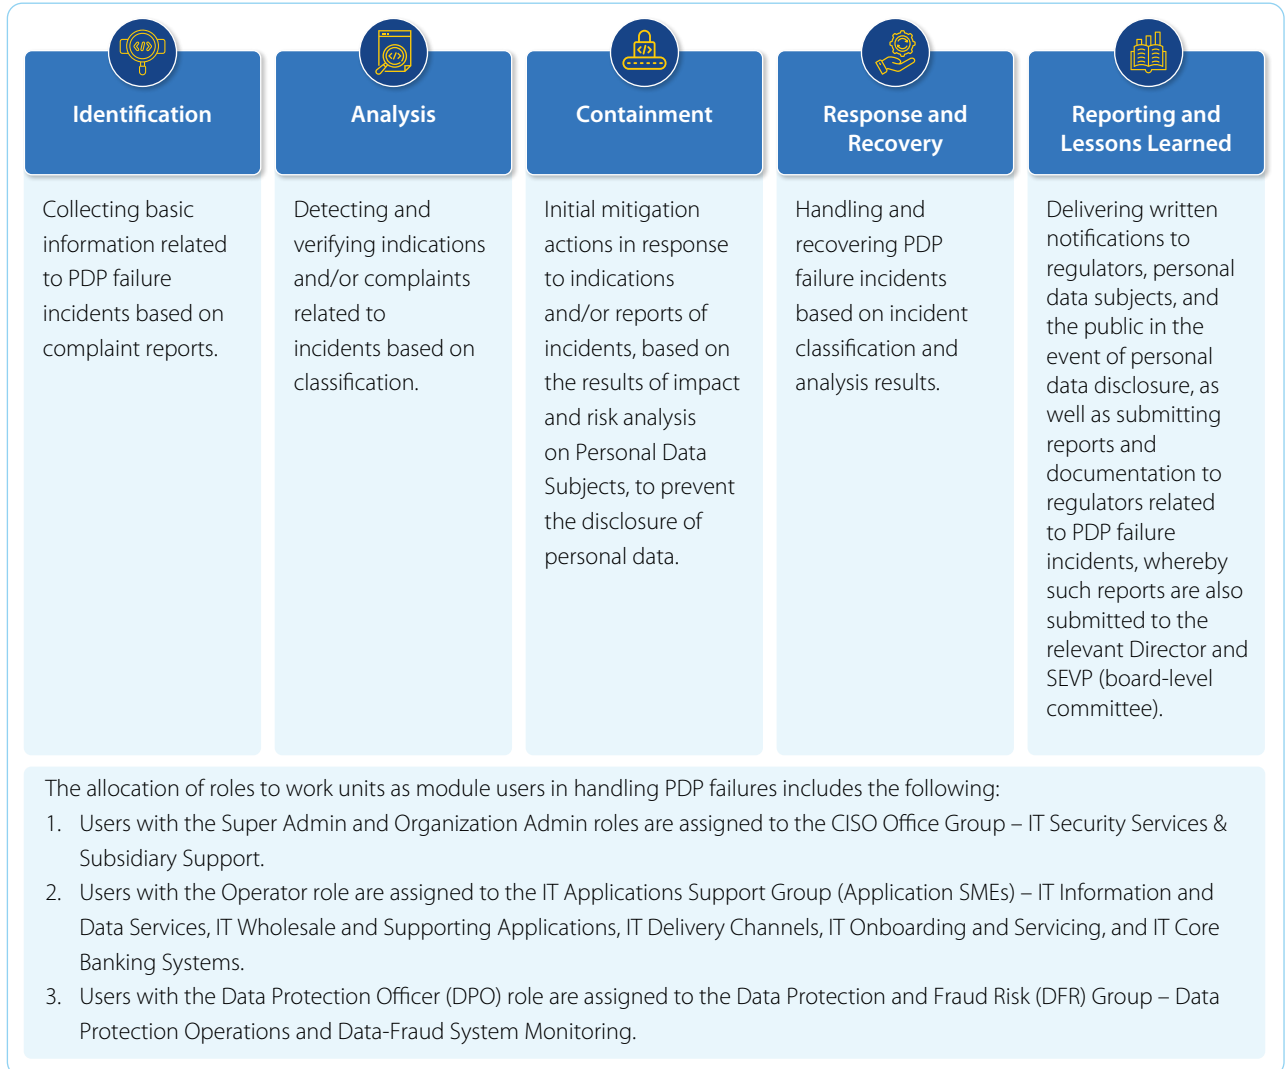 Identification
Collecting basic
information related
to PDP failure
incidents based on
complaint reports.
Analysis
Detecting and
verifying indications
and/or complaints
related to
incidents based on
classification.
Containment
Initial mitigation
actions in response
to indications
and/or reports of
incidents, based on
the results of impact
and risk analysis
on Personal Data
Subjects, to prevent
the disclosure of
personal data.
Response and
Recovery
Handling and
recovering PDP
failure incidents
based on incident
classification and
analysis results.
Reporting and
Lessons Learned
Delivering written
notifications to
regulators, personal
data subjects, and
the public in the
event of personal
data disclosure, as
well as submitting
reports and
documentation to
regulators related
to PDP failure
incidents, whereby
such reports are also
submitted to the
relevant Director and
SEVP (board-level
committee).
The allocation of roles to work units as module users in handling PDP failures includes the following:
1. Users with the Super Admin and Organization Admin roles are assigned to the CISO Office Group – IT Security Services &
Subsidiary Support.
2. Users with the Operator role are assigned to the IT Applications Support Group (Application SMEs) – IT Information and
Data Services, IT Wholesale and Supporting Applications, IT Delivery Channels, IT Onboarding and Servicing, and IT Core
Banking Systems.
3. Users with the Data Protection Officer (DPO) role are assigned to the Data Protection and Fraud Risk (DFR) Group – Data
Protection Operations and Data-Fraud System Monitoring.